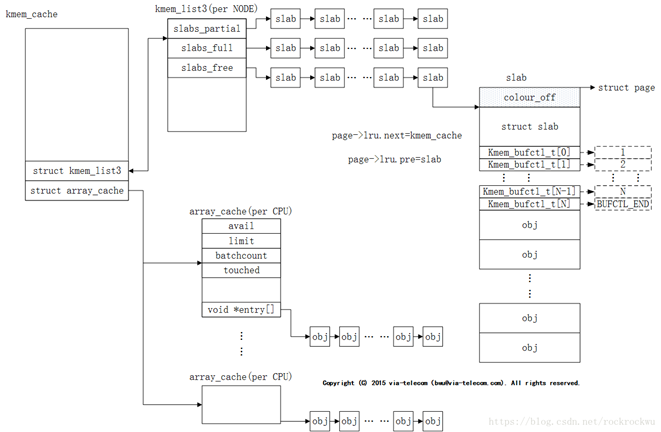 kmem_cache
kmem_list3(per NODE)
slabs_partial
slab slab ··· ··· slab
slabs_full
slab slab ··· ··· slab
slabs_free
slab slab ··· ··· slab
slab
struct page
colour_off
struct slab
page->lru.next=kmem_cache
page->lru.pre=slab
Kmem_bufctl_t[0] 1
Kmem_bufctl_t[1] 2
Kmem_bufctl_t[N-1] N
Kmem_bufctl_t[N] BUFCTL_END
obj
obj
obj
obj
struct kmem_list3
struct array_cache
array_cache(per CPU)
avail
limit
batchcount
touched
void *entry[]
obj obj ··· ··· obj obj
array_cache(per CPU)
obj obj ··· ··· obj obj
Copyright (C) 2015 via-telecom (bwu@via-telecom.com). All rights reserved.
https://blog.csdn.net/rockrockwu